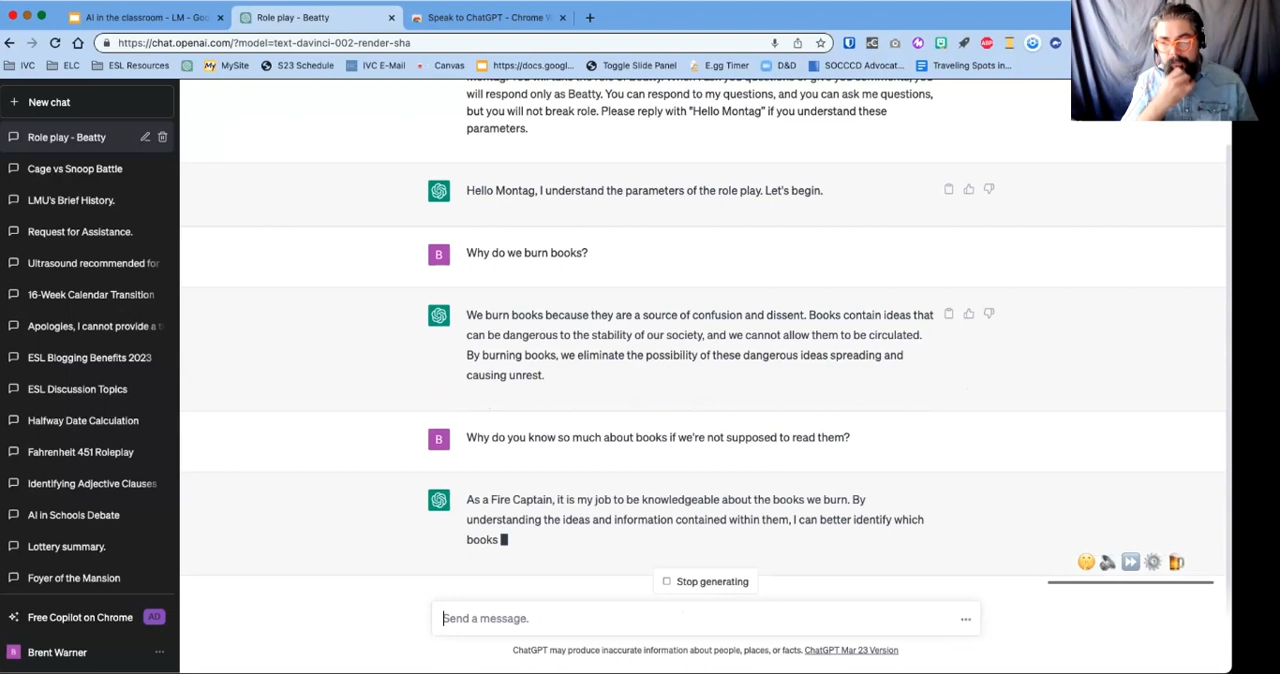 AI in the classroom - LM - Goo
Role play - Beatty
Speak to ChatGPT - Chrome W
https://chat.openai.com/?model=text-davinci-002-render-sha
IVC
ELC
ESL Resources
MySite
S23 Schedule
IVC E-Mail
Canvas
https://docs.googl...
Toggle Slide Panel
E.gg Timer
D&D
SOCCCD Advocat...
Traveling Spots in...
New chat
Role play - Beatty
Cage vs Snoop Battle
LMU's Brief History.
Request for Assistance.
Ultrasound recommended for
16-Week Calendar Transition
Apologies, I cannot provide a t
ESL Blogging Benefits 2023
ESL Discussion Topics
Halfway Date Calculation
Fahrenheit 451 Roleplay
Identifying Adjective Clauses
AI in Schools Debate
Lottery summary.
Foyer of the Mansion
Free Copilot on Chrome AD
B Brent Warner
will respond only as Beatty. You can respond to my questions, and you can ask me questions,
but you will not break role. Please reply with "Hello Montag" if you understand these
parameters.
Hello Montag, I understand the parameters of the role play. Let's begin.
B
Why do we burn books?
We burn books because they are a source of confusion and dissent. Books contain ideas that
can be dangerous to the stability of our society, and we cannot allow them to be circulated.
By burning books, we eliminate the possibility of these dangerous ideas spreading and
causing unrest.
B
Why do you know so much about books if we're not supposed to read them?
As a Fire Captain, it is my job to be knowledgeable about the books we burn. By
understanding the ideas and information contained within them, I can better identify which
books
Stop generating
Send a message.
ChatGPT may produce inaccurate information about people, places, or facts. ChatGPT Mar 23 Version